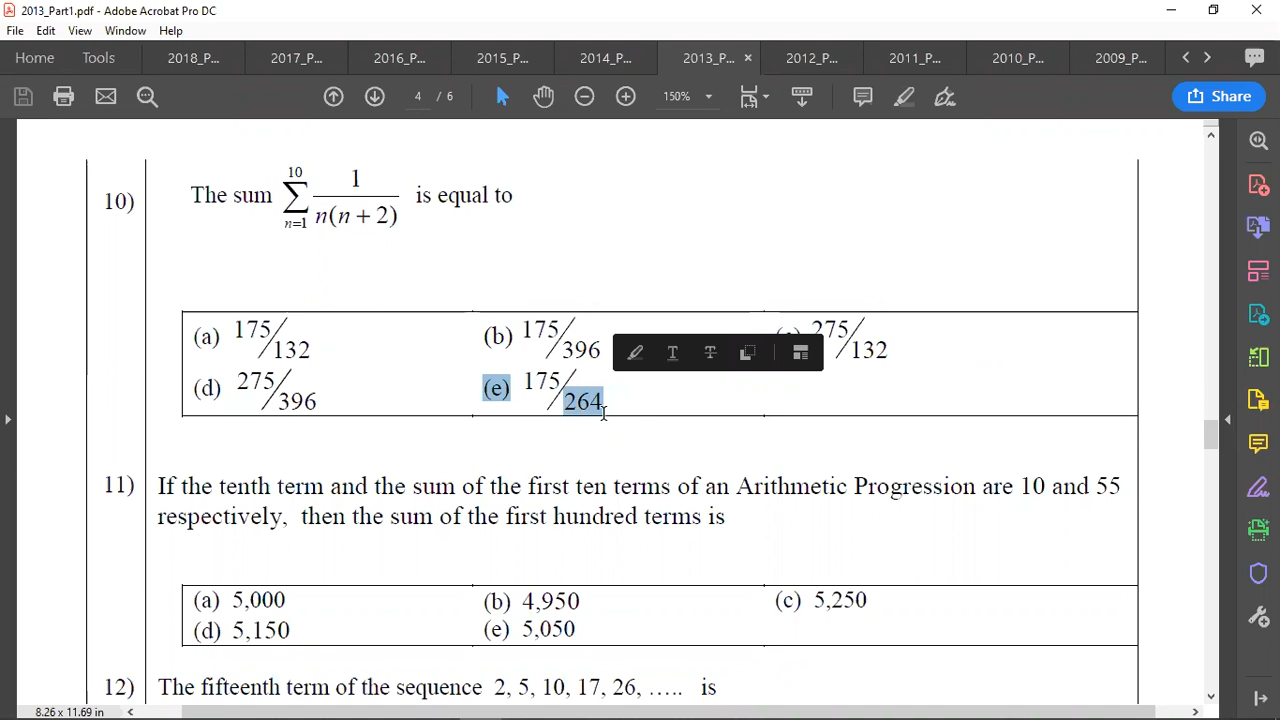 2013_Part1.pdf - Adobe Acrobat Pro DC
File Edit View Window Help
Home Tools 2018_P... 2017_P... 2016_P... 2015_P... 2014_P... 2013_P... × 2012_P... 2011_P... 2010_P... 2009_P...
4 / 6 150% Share
10) The sum \sum_{n=1}^{10} \frac{1}{n(n+2)} is equal to
(a) 175/132 (b) 175/396 275/132
(d) 275/396 (e) 175/264
11) If the tenth term and the sum of the first ten terms of an Arithmetic Progression are 10 and 55
respectively, then the sum of the first hundred terms is
(a) 5,000 (b) 4,950 (c) 5,250
(d) 5,150 (e) 5,050
12) The fifteenth term of the sequence 2, 5, 10, 17, 26, ….. is
8.26 x 11.69 in